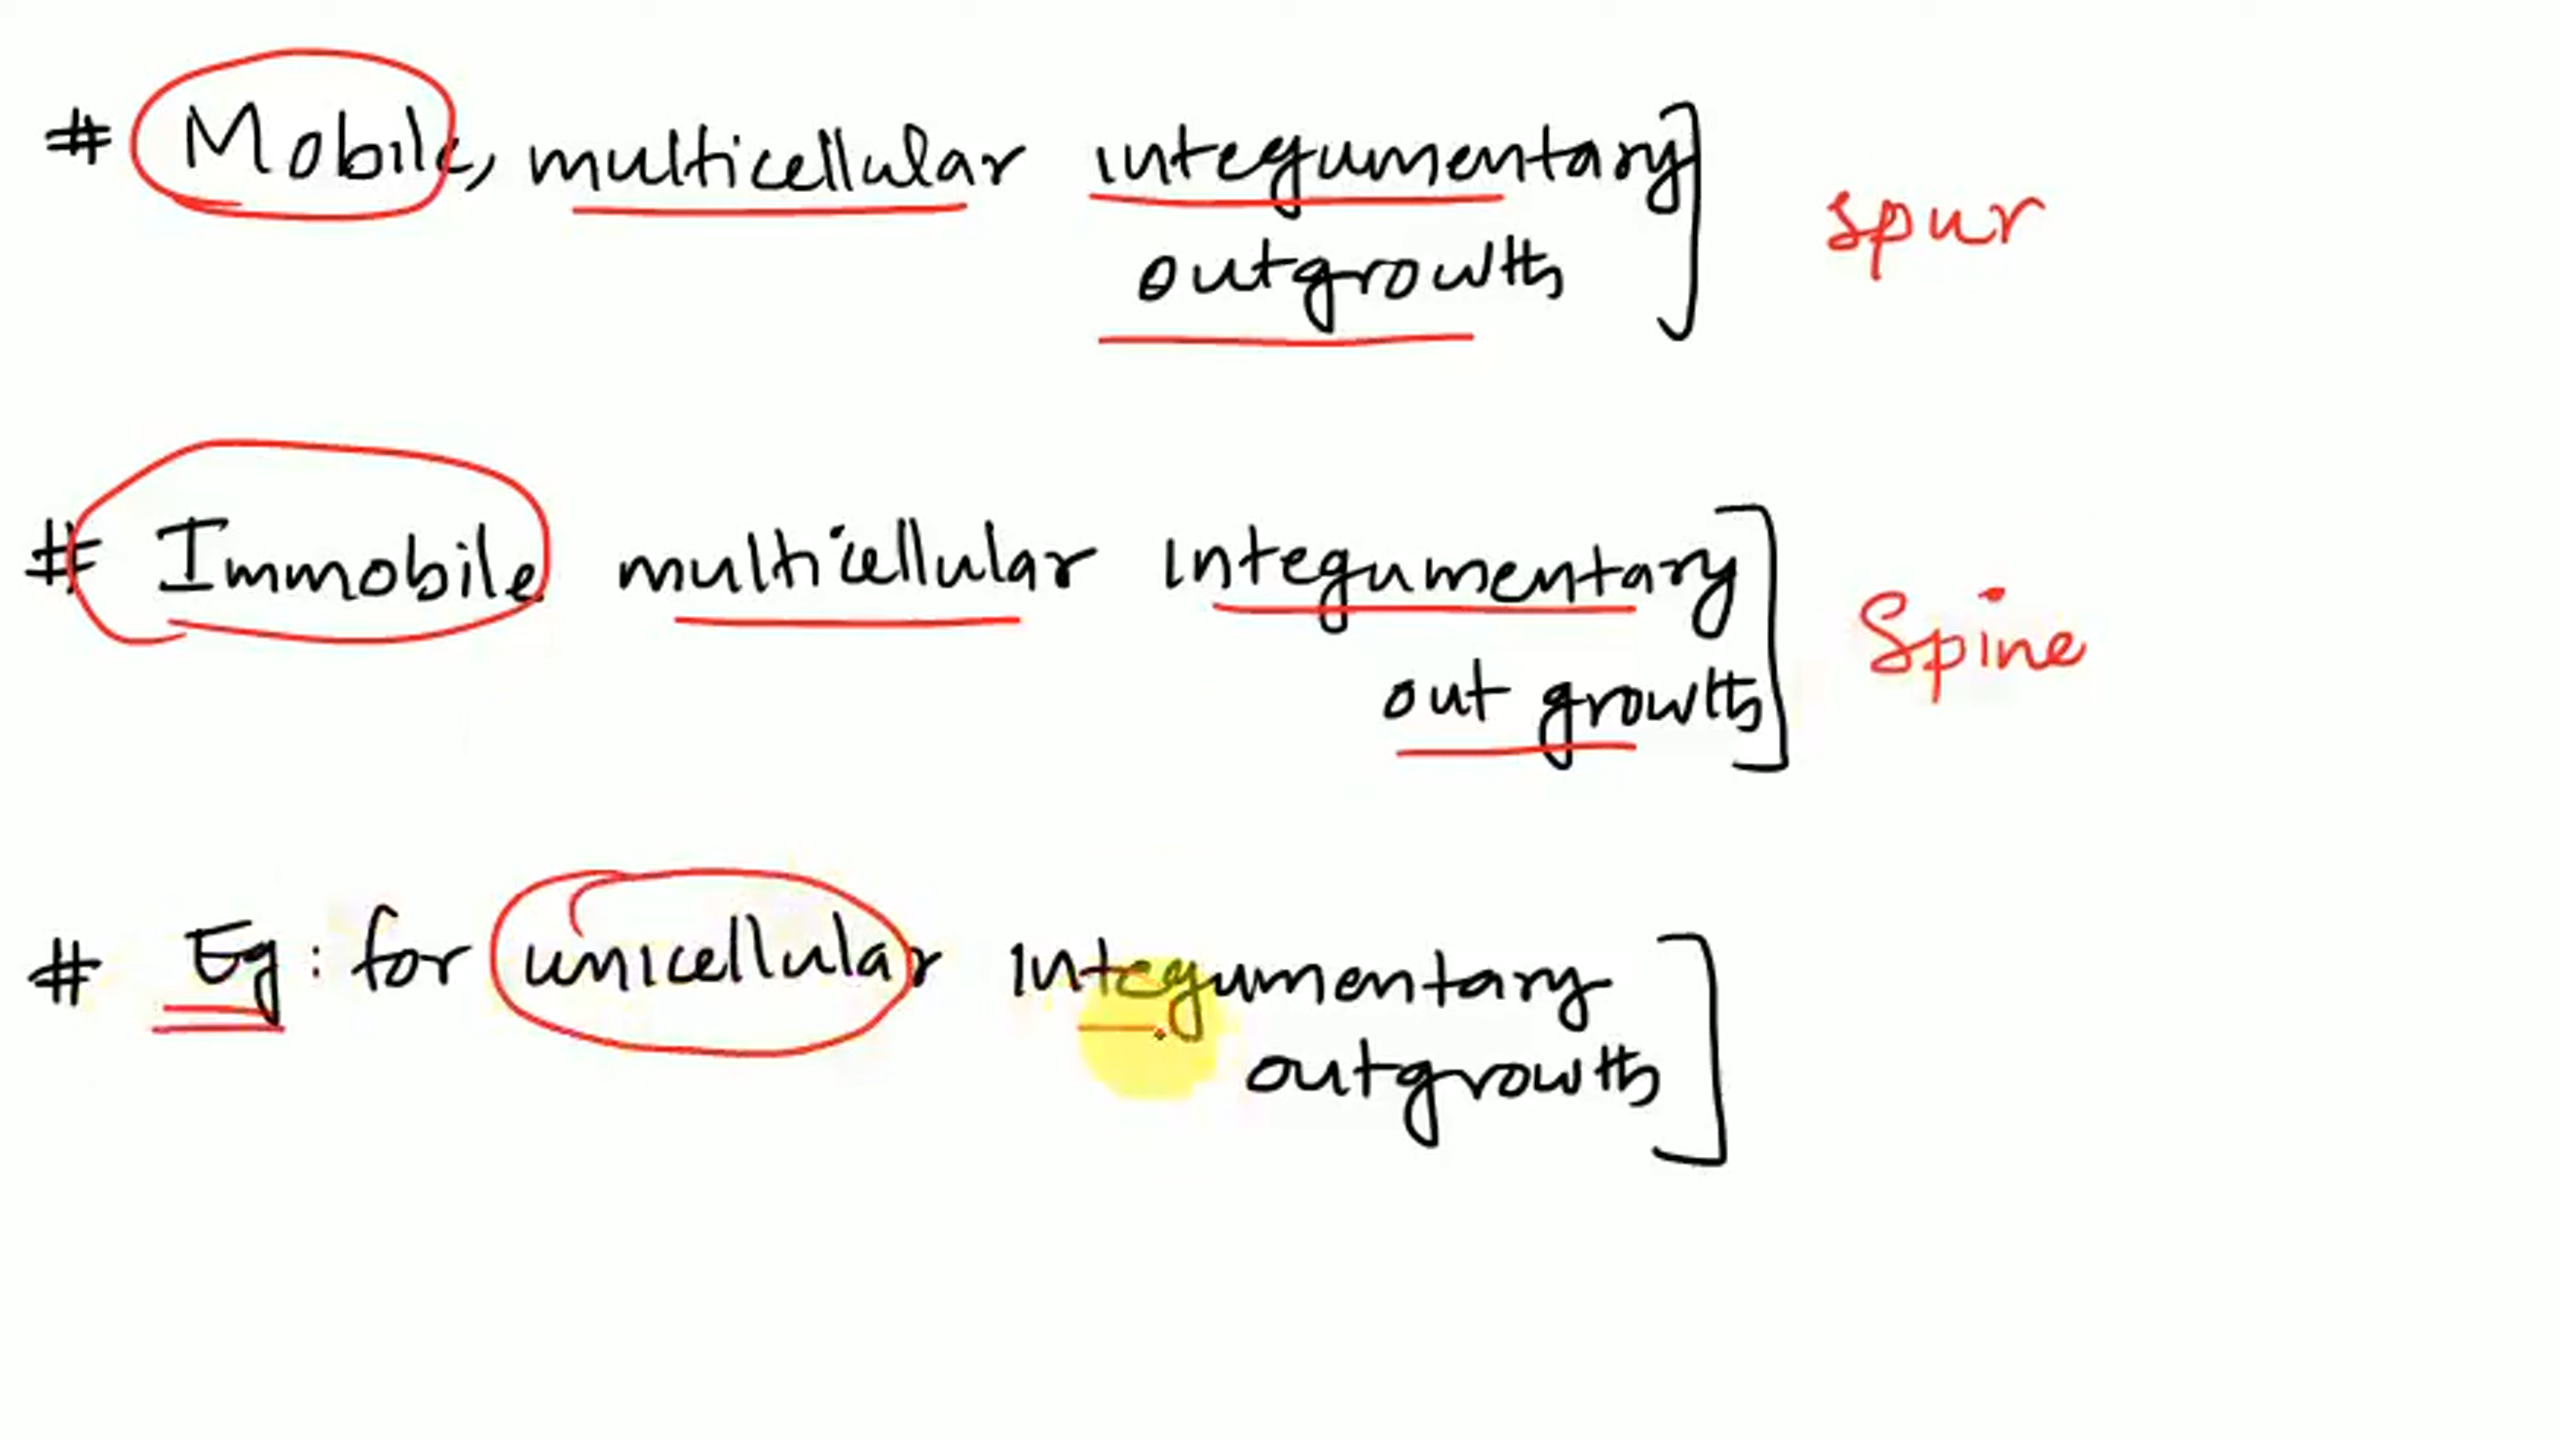 # Mobile, multicellular integumentary
outgrowth
spur
# Immobile multicellular integumentary
out growth
Spine
# Eg: for unicellular integumentary
outgrowth